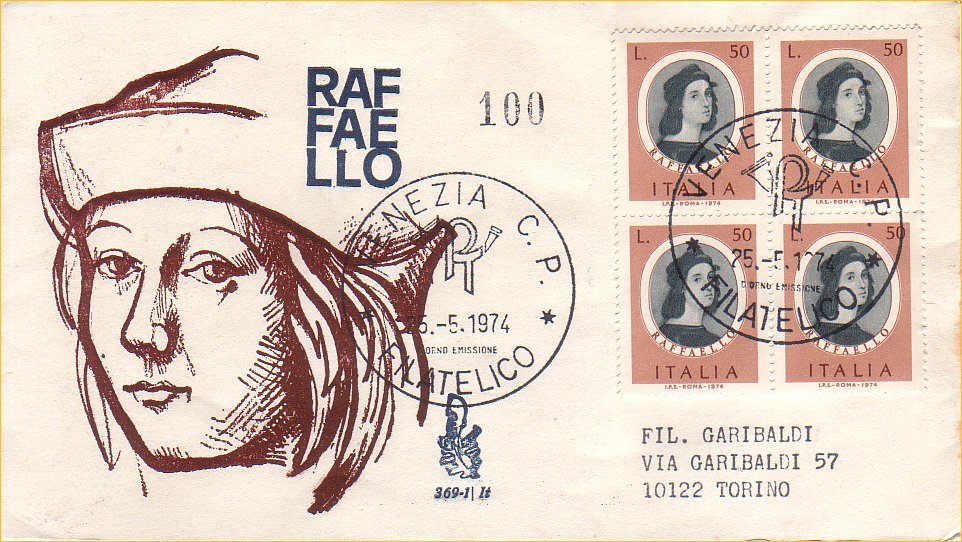 RAF
FAE
LLO
100
L. 50
RAFFAELLO
ITALIA
I.P.S.-ROMA-1974
L. 50
RAFFAELLO
ITALIA
I.P.S.-ROMA-1974
L. 50
RAFFAELLO
ITALIA
I.P.S.-ROMA-1974
L. 50
RAFFAELLO
ITALIA
I.P.S.-ROMA-1974
VENEZIA C.P.
25.-5.1974
GIORNO EMISSIONE
FILATELICO
VENEZIA C.P.
25.-5.1974
GIORNO EMISSIONE
FILATELICO
369-1| It
FIL. GARIBALDI
VIA GARIBALDI 57
10122 TORINO